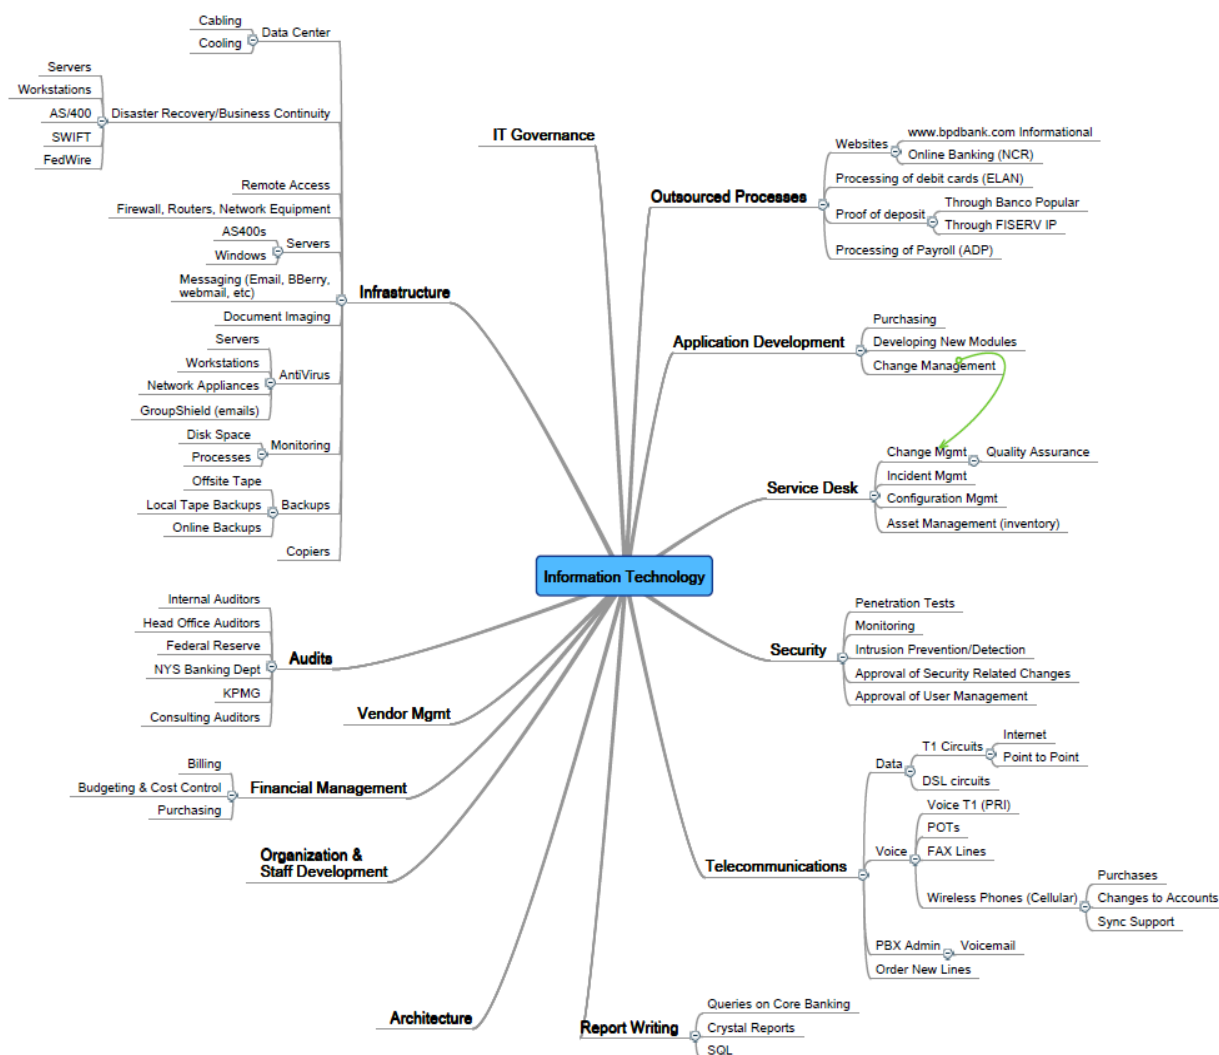 Information Technology
IT Governance
Outsourced Processes
Websites
www.bpdbank.com Informational
Online Banking (NCR)
Processing of debit cards (ELAN)
Proof of deposit
Through Banco Popular
Through FISERV IP
Processing of Payroll (ADP)
Application Development
Purchasing
Developing New Modules
Change Management
Service Desk
Change Mgmt
Quality Assurance
Incident Mgmt
Configuration Mgmt
Asset Management (inventory)
Security
Penetration Tests
Monitoring
Intrusion Prevention/Detection
Approval of Security Related Changes
Approval of User Management
Telecommunications
Data
T1 Circuits
Internet
Point to Point
DSL circuits
Voice
Voice T1 (PRI)
POTs
FAX Lines
Wireless Phones (Cellular)
Purchases
Changes to Accounts
Sync Support
PBX Admin
Voicemail
Order New Lines
Report Writing
Queries on Core Banking
Crystal Reports
SQL
Infrastructure
Data Center
Cabling
Cooling
Disaster Recovery/Business Continuity
Servers
Workstations
AS/400
SWIFT
FedWire
Remote Access
Firewall, Routers, Network Equipment
Servers
AS400s
Windows
Messaging (Email, BBerry,
webmail, etc)
Document Imaging
AntiVirus
Servers
Workstations
Network Appliances
GroupShield (emails)
Monitoring
Disk Space
Processes
Backups
Offsite Tape
Local Tape Backups
Online Backups
Copiers
Audits
Internal Auditors
Head Office Auditors
Federal Reserve
NYS Banking Dept
KPMG
Consulting Auditors
Vendor Mgmt
Financial Management
Billing
Budgeting & Cost Control
Purchasing
Organization &
Staff Development
Architecture